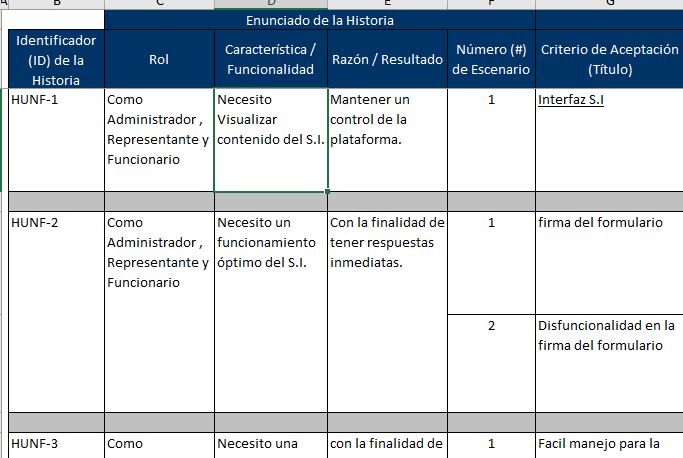 B C D E F G
Enunciado de la Historia
Identificador
(ID) de la
Historia
Rol
Característica /
Funcionalidad
Razón / Resultado
Número (#)
de Escenario
Criterio de Aceptación
(Título)
HUNF-1
Como
Administrador ,
Representante y
Funcionario
Necesito
Visualizar
contenido del S.I.
Mantener un
control de la
plataforma.
1
Interfaz S.I
HUNF-2
Como
Administrador ,
Representante y
Funcionario
Necesito un
funcionamiento
óptimo del S.I.
Con la finalidad de
tener respuestas
inmediatas.
1
firma del formulario
2
Disfuncionalidad en la
firma del formulario
HUNF-3
Como
Necesito una
con la finalidad de
1
Facil manejo para la